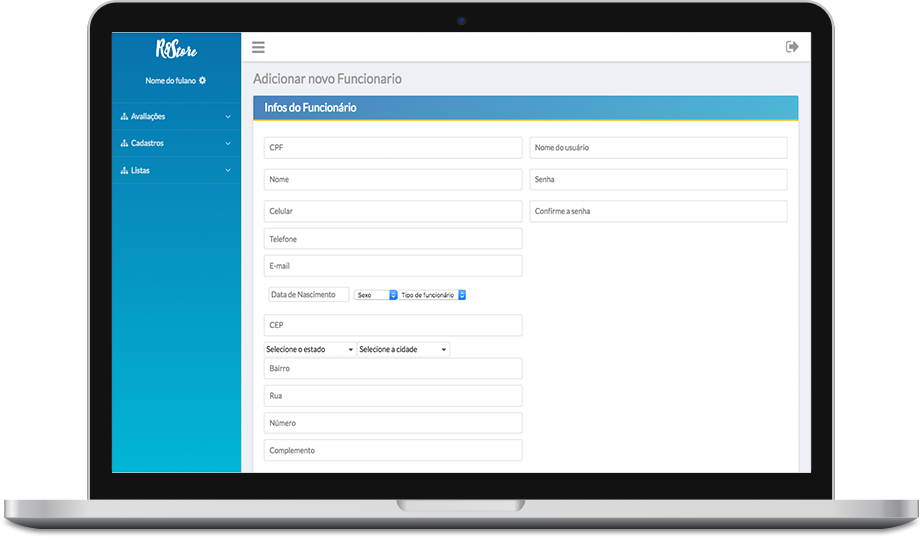 R8Store
Nome do fulano
Avaliações
Cadastros
Listas
Adicionar novo Funcionario
Infos do Funcionário
CPF
Nome
Celular
Telefone
E-mail
Data de Nascimento Sexo Tipo de funcionário
CEP
Selecione o estado Selecione a cidade
Bairro
Rua
Número
Complemento
Nome do usuário
Senha
Confirme a senha